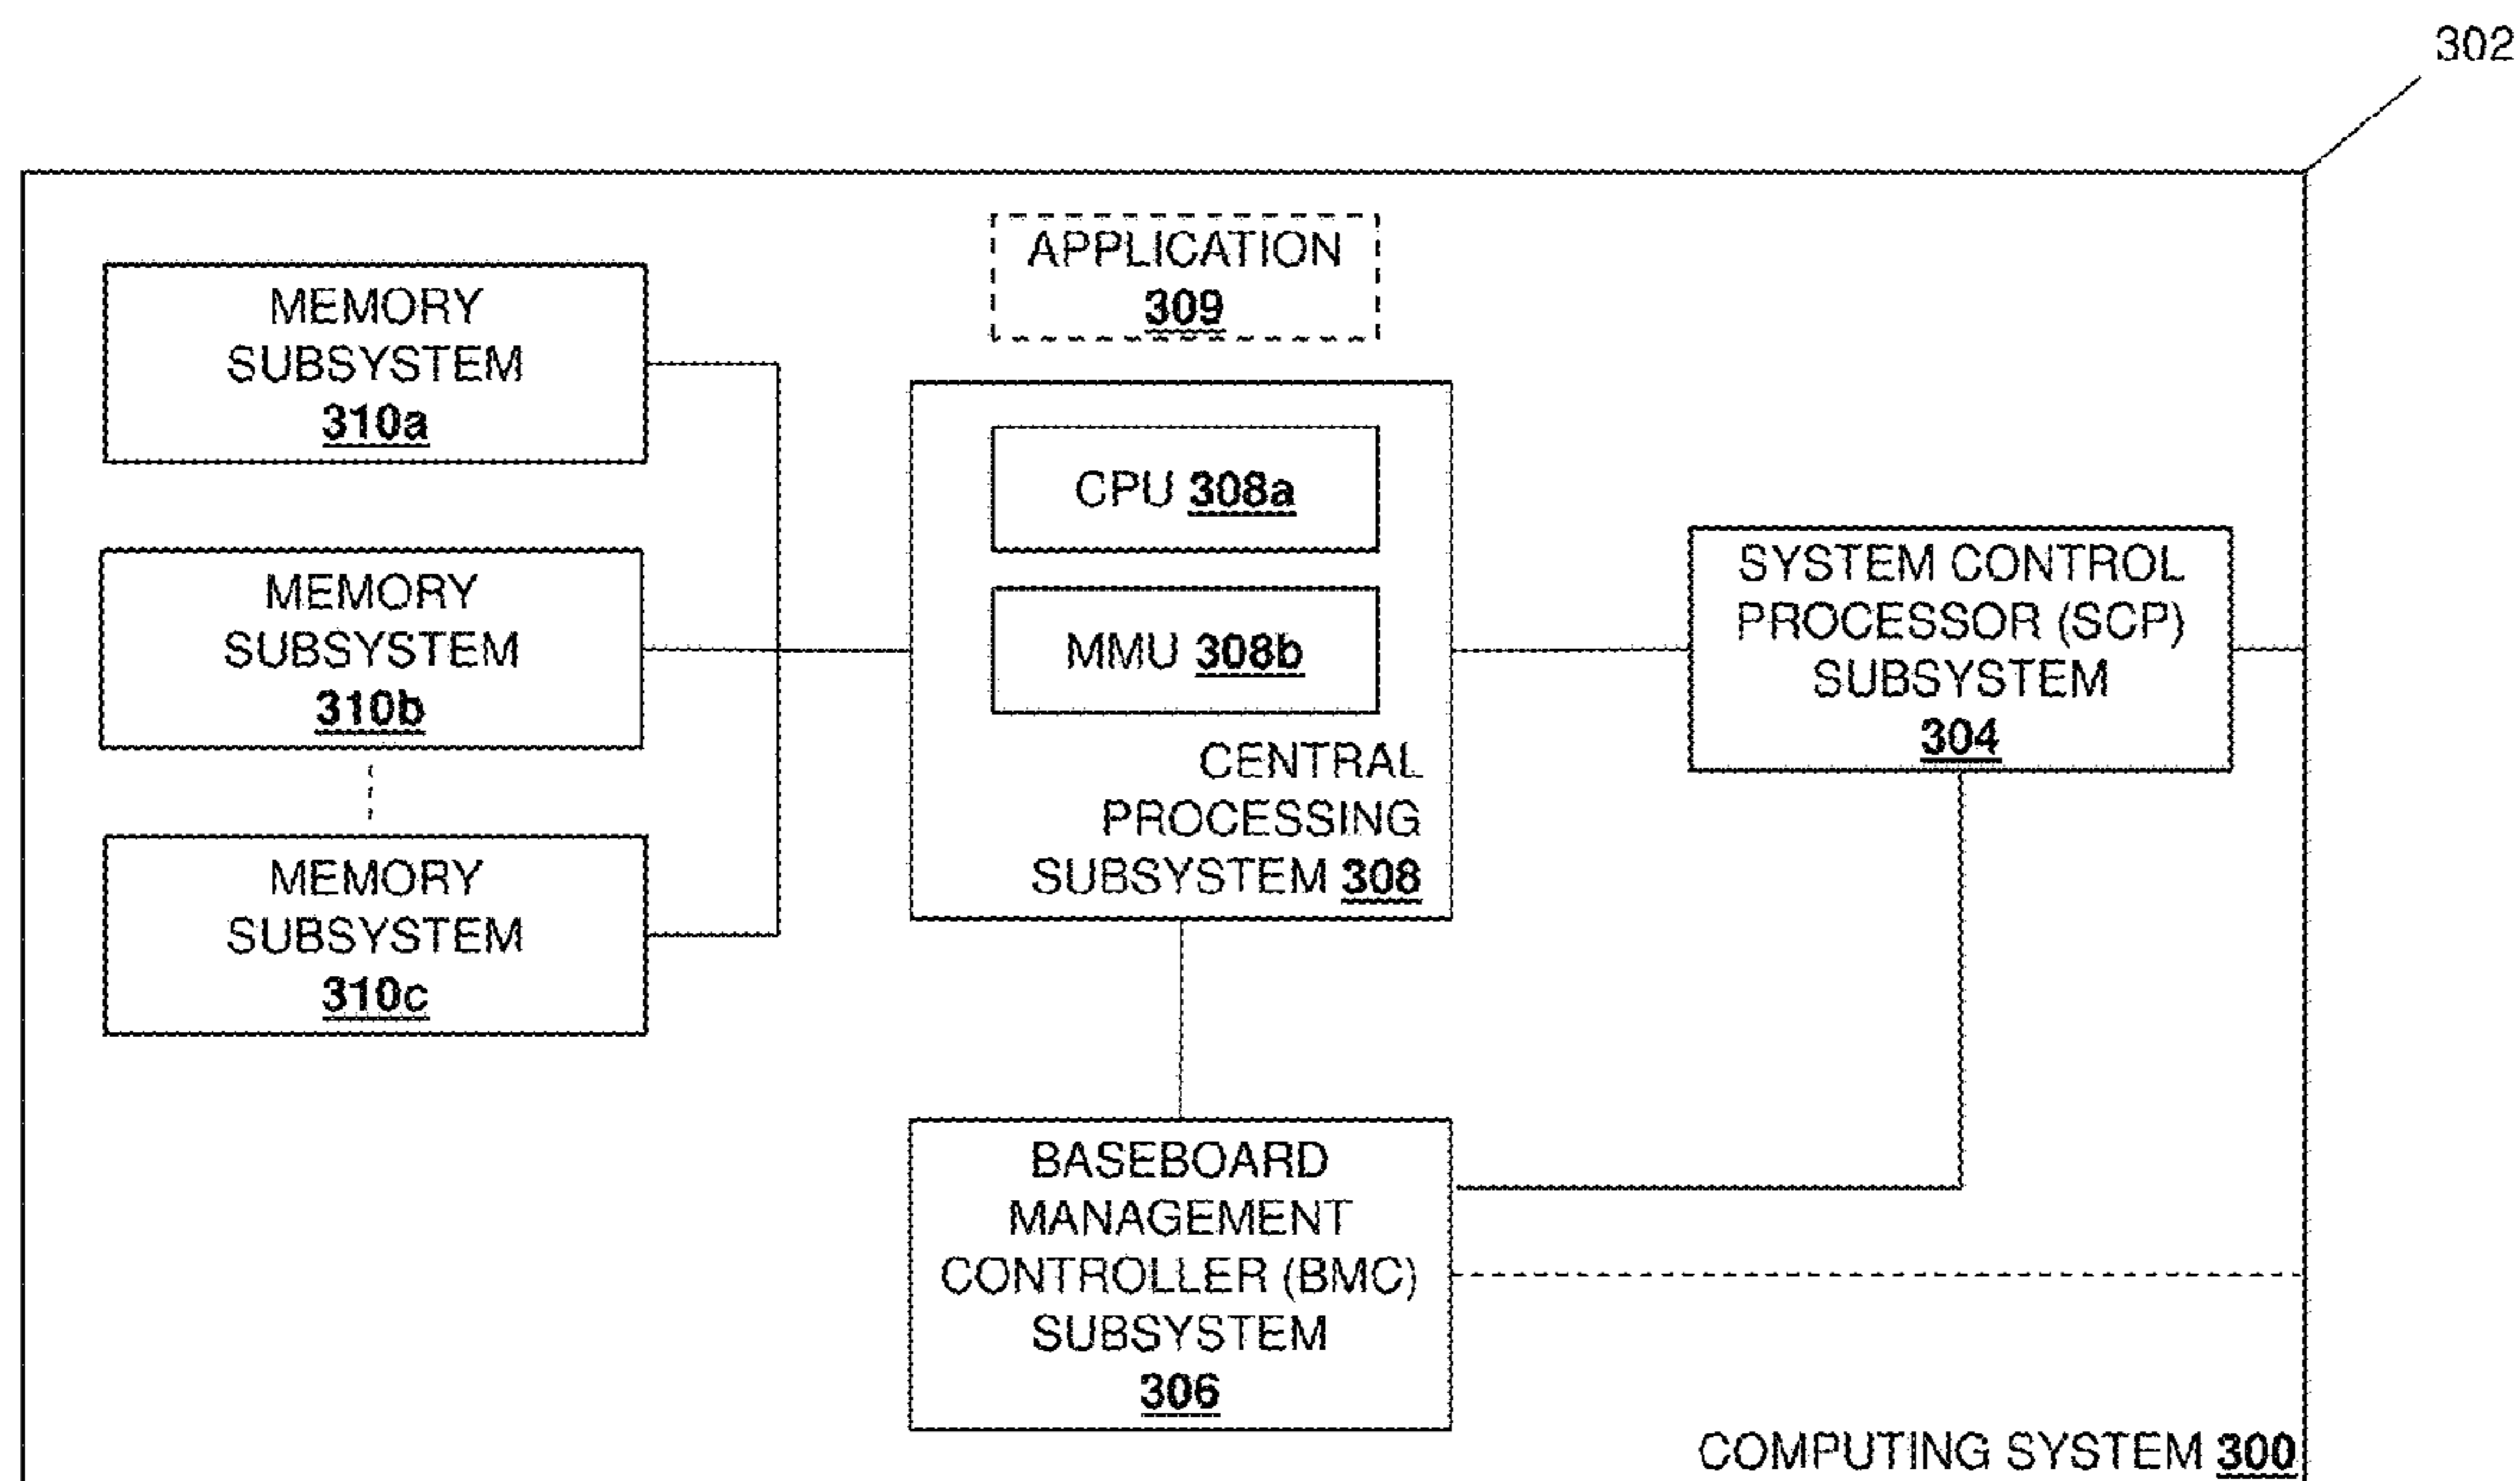 302
APPLICATION
309
MEMORY
SUBSYSTEM
310a
CPU 308a
MEMORY
SUBSYSTEM
310b
MMU 308b
SYSTEM CONTROL
PROCESSOR (SCP)
SUBSYSTEM
304
CENTRAL
PROCESSING
SUBSYSTEM 308
MEMORY
SUBSYSTEM
310c
BASEBOARD
MANAGEMENT
CONTROLLER (BMC)
SUBSYSTEM
306
COMPUTING SYSTEM 300